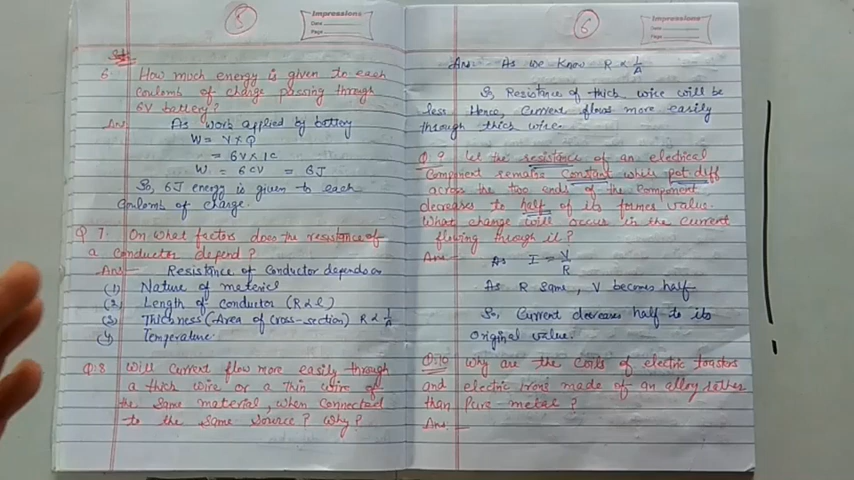 5
Impressions
Date
Page
6 How much energy is given to each
coulomb of charge passing through
6V battery?
Ans As work applied by battery
W = V×Q
= 6V×1C
W = 6CV = 6J
So, 6J energy is given to each
Coulomb of charge.
Q 7. On what factors does the resistance of
a conductor depend?
Ans— Resistance of Conductor depends on
(1) Nature of material
(2) Length of conductor (R∝l)
(3) Thickness (Area of Cross-section) R∝1/A
(4) Temperature
Q:8 Will Current flow more easily through
a thick wire or a thin wire of
the same material, when connected
to the same source? Why?
6
Impressions
Date
Page
Ans: As we know R ∝ 1/A
So, Resistance of thick wire will be
less. Hence, Current flows more easily
through thick wire.
Q.9 Let the resistance of an electrical
Component remains constant while pot. diff
across the two ends of the component
decreases to half of its former value.
What change will occur in the current
flowing through it?
Ans— As I = V/R
As R same, V becomes half
So, Current decreases half to its
original value.
Q:10 Why are the coils of electric toasters
and electric irons made of an alloy rather
than Pure metal?
Ans: —